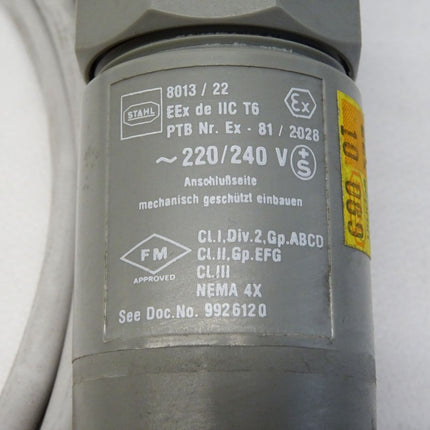 STAHL
8013 / 22
EEx de IIC T6
PTB Nr. Ex - 81 / 2028
Ex
~ 220/240 V
+S
Anschlußseite
mechanisch geschützt einbauen
FM
APPROVED
Cl.I,Div.2,Gp.ABCD
Cl.II,Gp.EFG
Cl.III
NEMA 4X
See Doc.No. 9926120